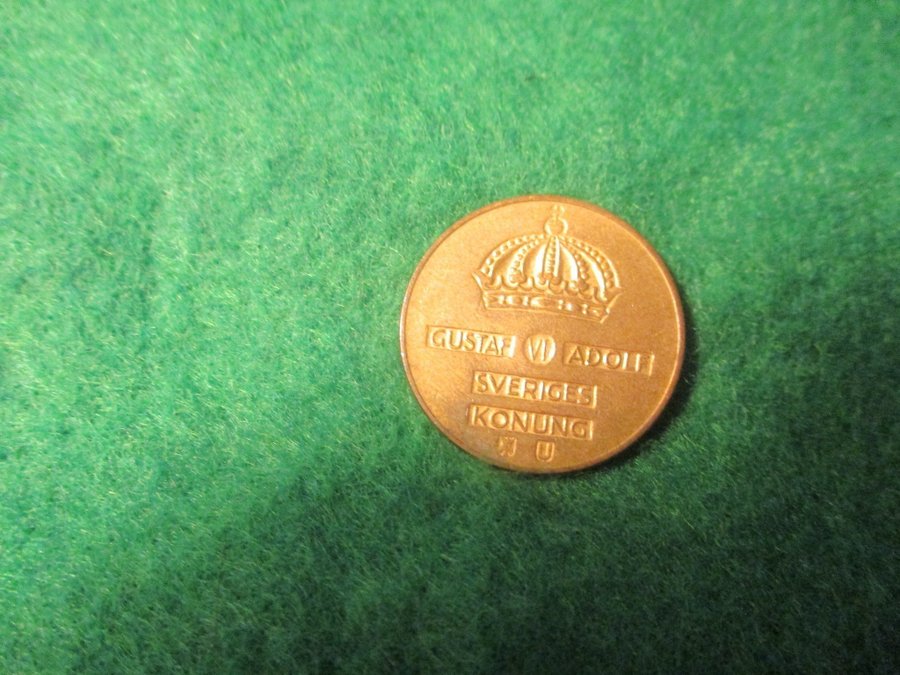 GUSTAF VI ADOLF
SVERIGES
KONUNG
U